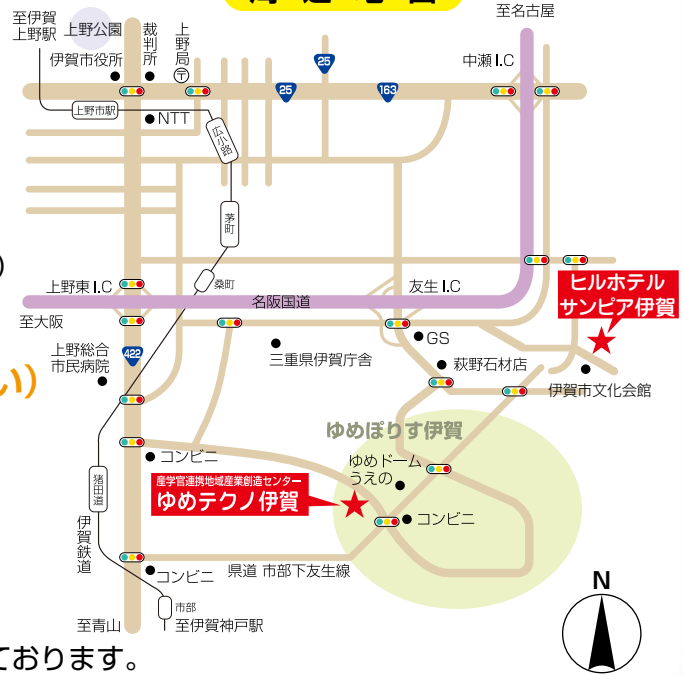 至名古屋
至伊賀
上野駅
上野公園
裁判所
上野局
伊賀市役所
25
中瀬 I.C
25
163
上野市駅
NTT
広小路
茅町
)
上野東 I.C
桑町
友生 I.C
ヒルホテル
サンピア伊賀
名阪国道
至大阪
GS
上野総合
市民病院
422
三重県伊賀庁舎
萩野石材店
伊賀市文化会館
い)
ゆめぽりす伊賀
コンビニ
ゆめドーム
うえの
猪田道
産学官連携地域産業創造センター
ゆめテクノ伊賀
コンビニ
伊賀鉄道
コンビニ
県道 市部下友生線
N
市部
至青山
至伊賀神戸駅
ております。